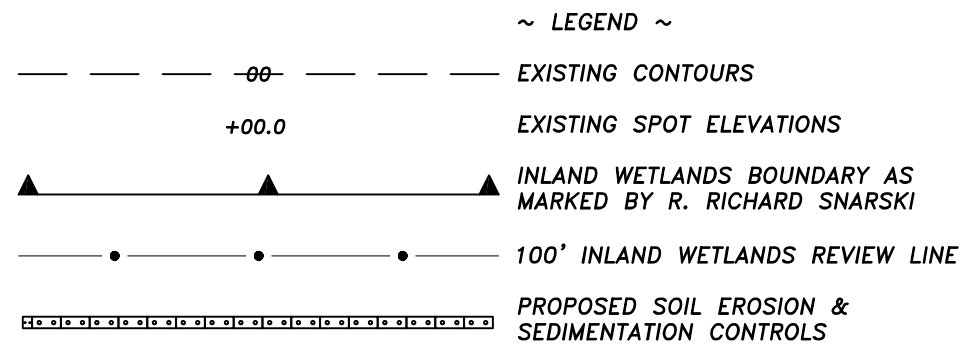 ~ LEGEND ~
00 EXISTING CONTOURS
+00.0 EXISTING SPOT ELEVATIONS
INLAND WETLANDS BOUNDARY AS
MARKED BY R. RICHARD SNARSKI
100' INLAND WETLANDS REVIEW LINE
PROPOSED SOIL EROSION &
SEDIMENTATION CONTROLS